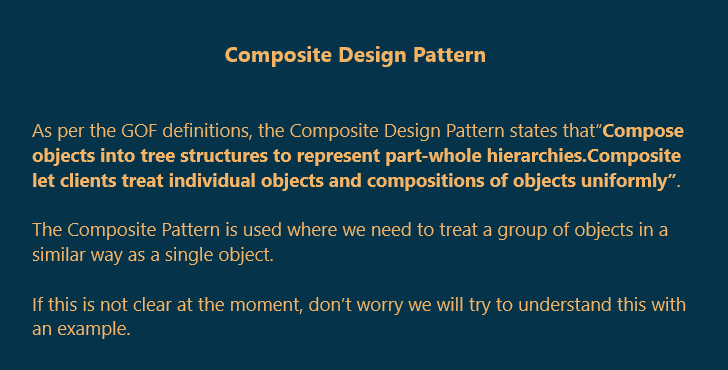 Composite Design Pattern
As per the GOF definitions, the Composite Design Pattern states that“Compose
objects into tree structures to represent part-whole hierarchies.Composite
let clients treat individual objects and compositions of objects uniformly”.
The Composite Pattern is used where we need to treat a group of objects in a
similar way as a single object.
If this is not clear at the moment, don’t worry we will try to understand this with
an example.